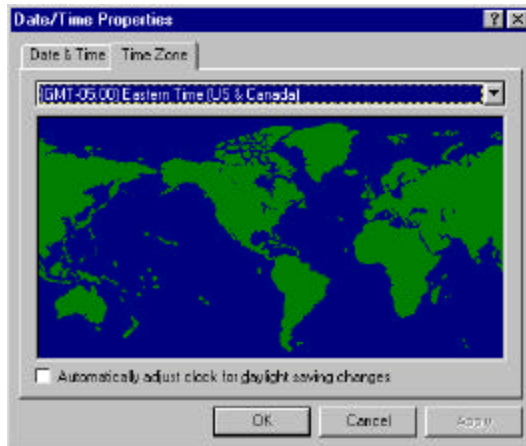 Date/Time Properties
Date & Time
Time Zone
(GMT-05:00) Eastern Time (US & Canada)
Automatically adjust clock for daylight saving changes
OK
Cancel
Apply